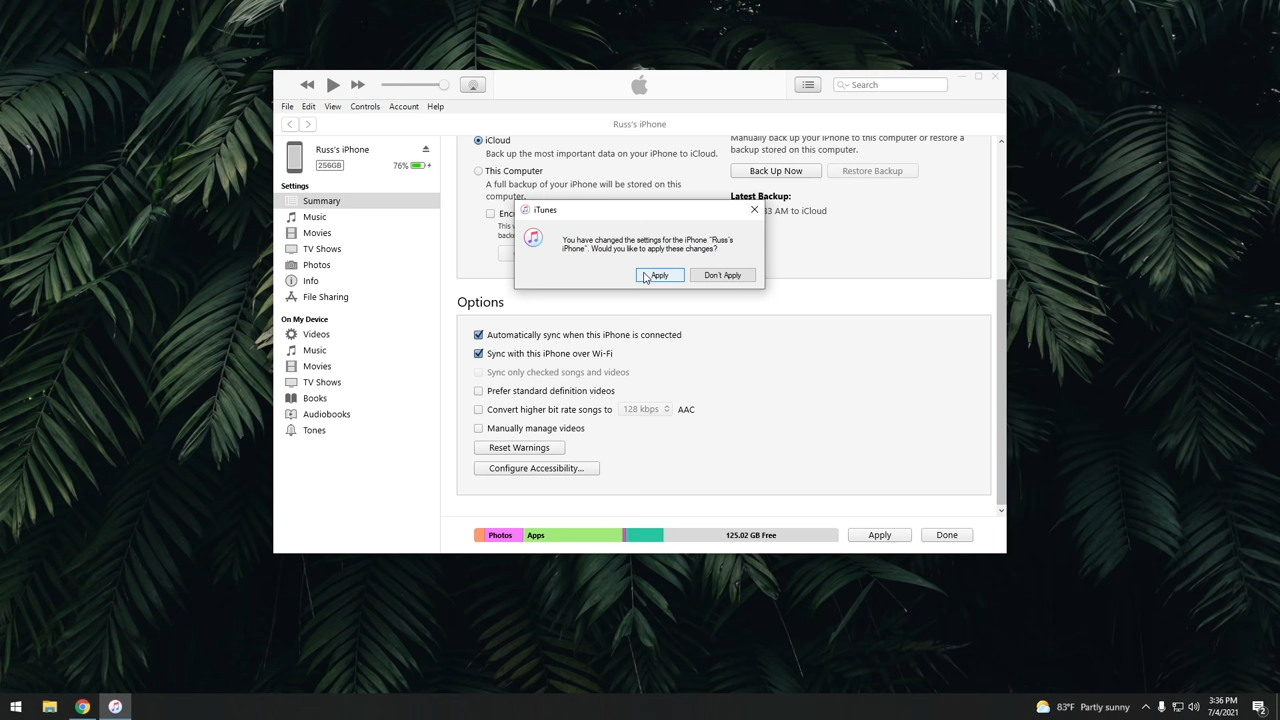 Search
File Edit View Controls Account Help
Russ's iPhone
Russ's iPhone
256GB 76%
Settings
Summary
Music
Movies
TV Shows
Photos
Info
File Sharing
On My Device
Videos
Music
Movies
TV Shows
Books
Audiobooks
Tones
iCloud
Back up the most important data on your iPhone to iCloud.
This Computer
A full backup of your iPhone will be stored on this
computer.
Manually back up your iPhone to this computer or restore a
backup stored on this computer.
Back Up Now Restore Backup
Latest Backup:
AM to iCloud
iTunes
You have changed the settings for the iPhone "Russ's
iPhone". Would you like to apply these changes?
Apply Don't Apply
Options
Automatically sync when this iPhone is connected
Sync with this iPhone over Wi-Fi
Sync only checked songs and videos
Prefer standard definition videos
Convert higher bit rate songs to 128 kbps AAC
Manually manage videos
Reset Warnings
Configure Accessibility...
Photos Apps 125.02 GB Free Apply Done
83°F Partly sunny
3:36 PM
7/4/2021
2